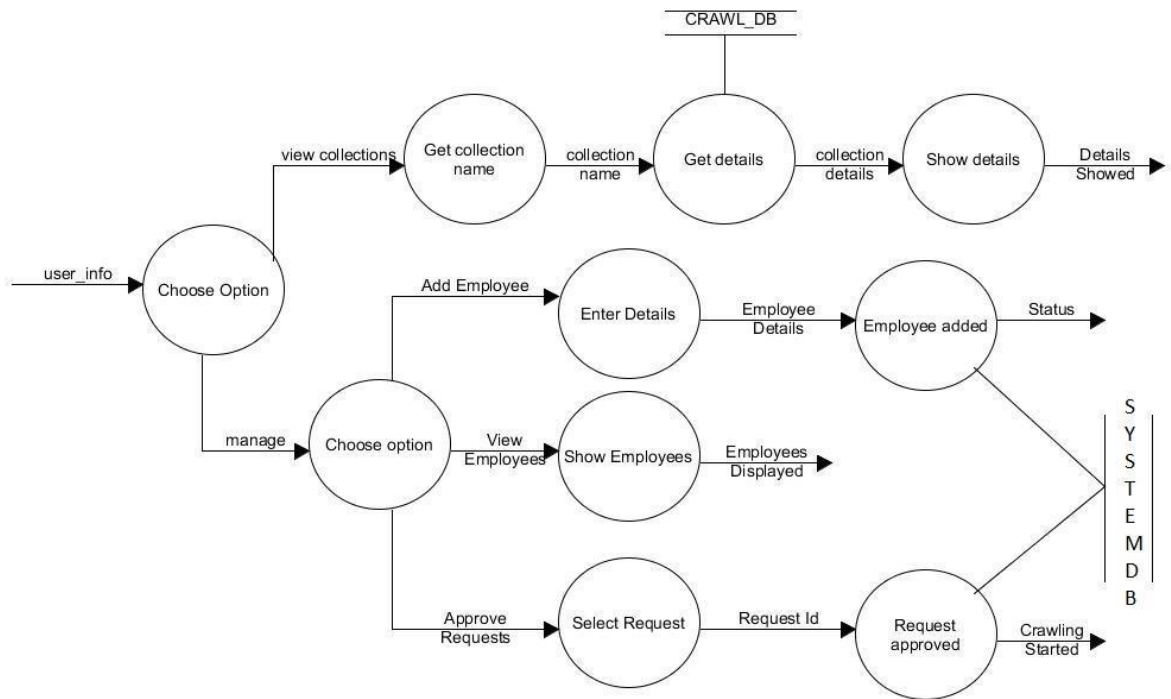 CRAWL_DB
view collections
Get collection
name
collection
name
Get details
collection
details
Show details
Details
Showed
user_info
Choose Option
Add Employee
Enter Details
Employee
Details
Employee added
Status
manage
Choose option
View
Employees
Show Employees
Employees
Displayed
S
Y
S
T
E
M
D
B
Approve
Requests
Select Request
Request Id
Request
approved
Crawling
Started